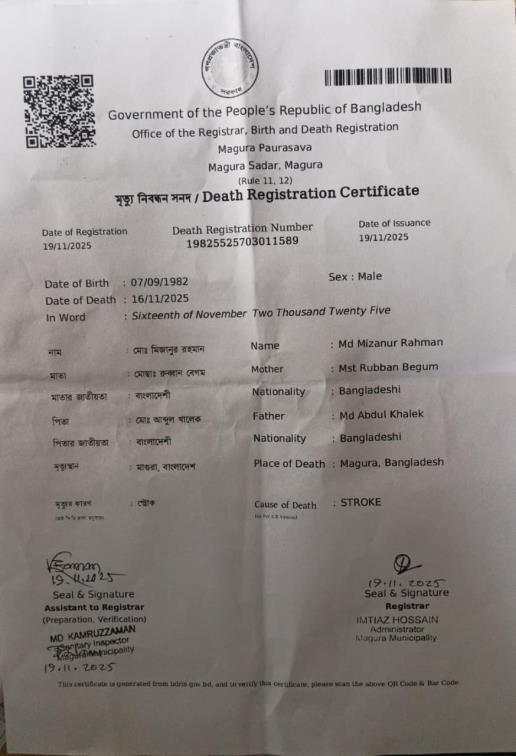 গণপ্রজাতন্ত্রী বাংলাদেশ
সরকার
Government of the People's Republic of Bangladesh
Office of the Registrar, Birth and Death Registration
Magura Paurasava
Magura Sadar, Magura
(Rule 11, 12)
মৃত্যু নিবন্ধন সনদ / Death Registration Certificate
Date of Registration Death Registration Number Date of Issuance
19/11/2025 19825525703011589 19/11/2025
Date of Birth : 07/09/1982 Sex : Male
Date of Death : 16/11/2025
In Word : Sixteenth of November Two Thousand Twenty Five
নাম : মোঃ মিজানুর রহমান Name : Md Mizanur Rahman
মাতা : মোছাঃ রুব্বান বেগম Mother : Mst Rubban Begum
মাতার জাতীয়তা : বাংলাদেশী Nationality : Bangladeshi
পিতা : মোঃ আব্দুল খালেক Father : Md Abdul Khalek
পিতার জাতীয়তা : বাংলাদেশী Nationality : Bangladeshi
মৃত্যুস্থান : মাগুরা, বাংলাদেশ Place of Death : Magura, Bangladesh
মৃত্যুর কারণ : স্ট্রোক Cause of Death : STROKE
19.11.2025 19.11.2025
Seal & Signature Seal & Signature
Assistant to Registrar Registrar
(Preparation, Verification) IMTIAZ HOSSAIN
MD KAMRUZZAMAN Administrator
Sanitary Inspector Magura Municipality
Magura Municipality
19.11.2025
This certificate is generated from bdris.gov.bd, and to verify this certificate, please scan the above QR Code & Bar Code.